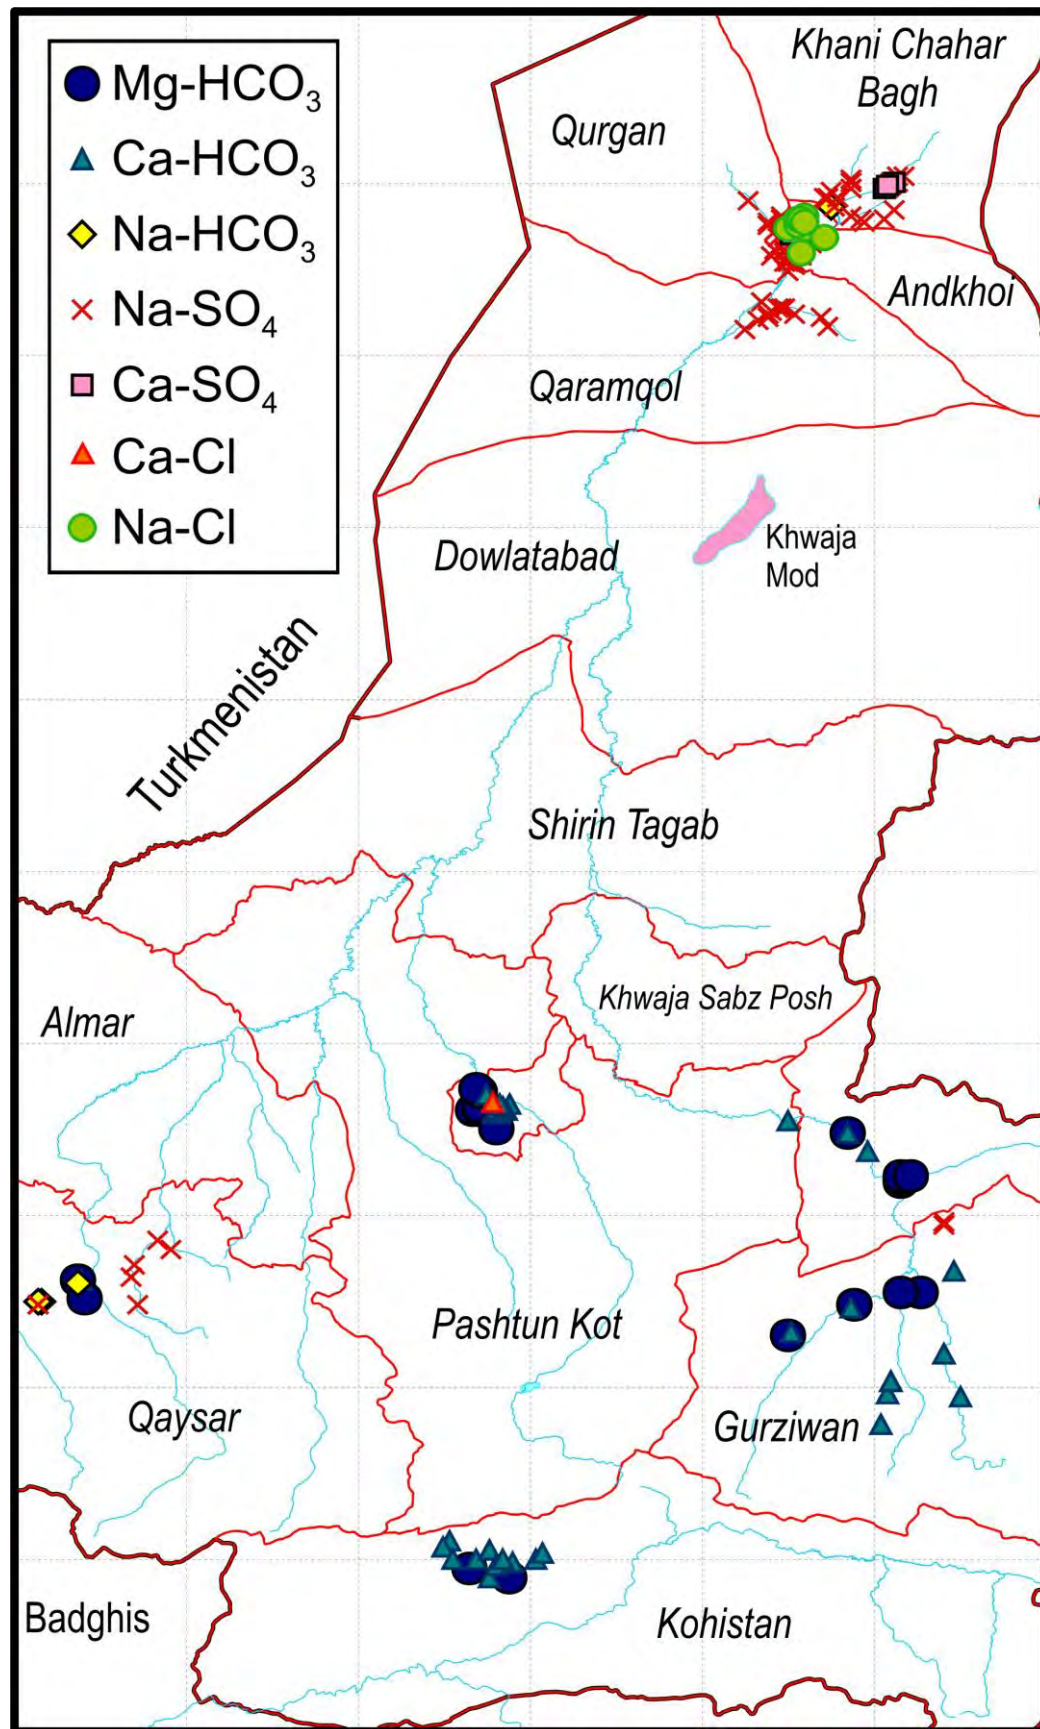 Mg-HCO₃
Ca-HCO₃
Na-HCO₃
Na-SO₄
Ca-SO₄
Ca-Cl
Na-Cl
Khani Chahar
Bagh
Qurgan
Andkhoi
Qaramqol
Dowlatabad
Khwaja
Mod
Turkmenistan
Shirin Tagab
Khwaja Sabz Posh
Almar
Pashtun Kot
Qaysar
Gurziwan
Badghis
Kohistan